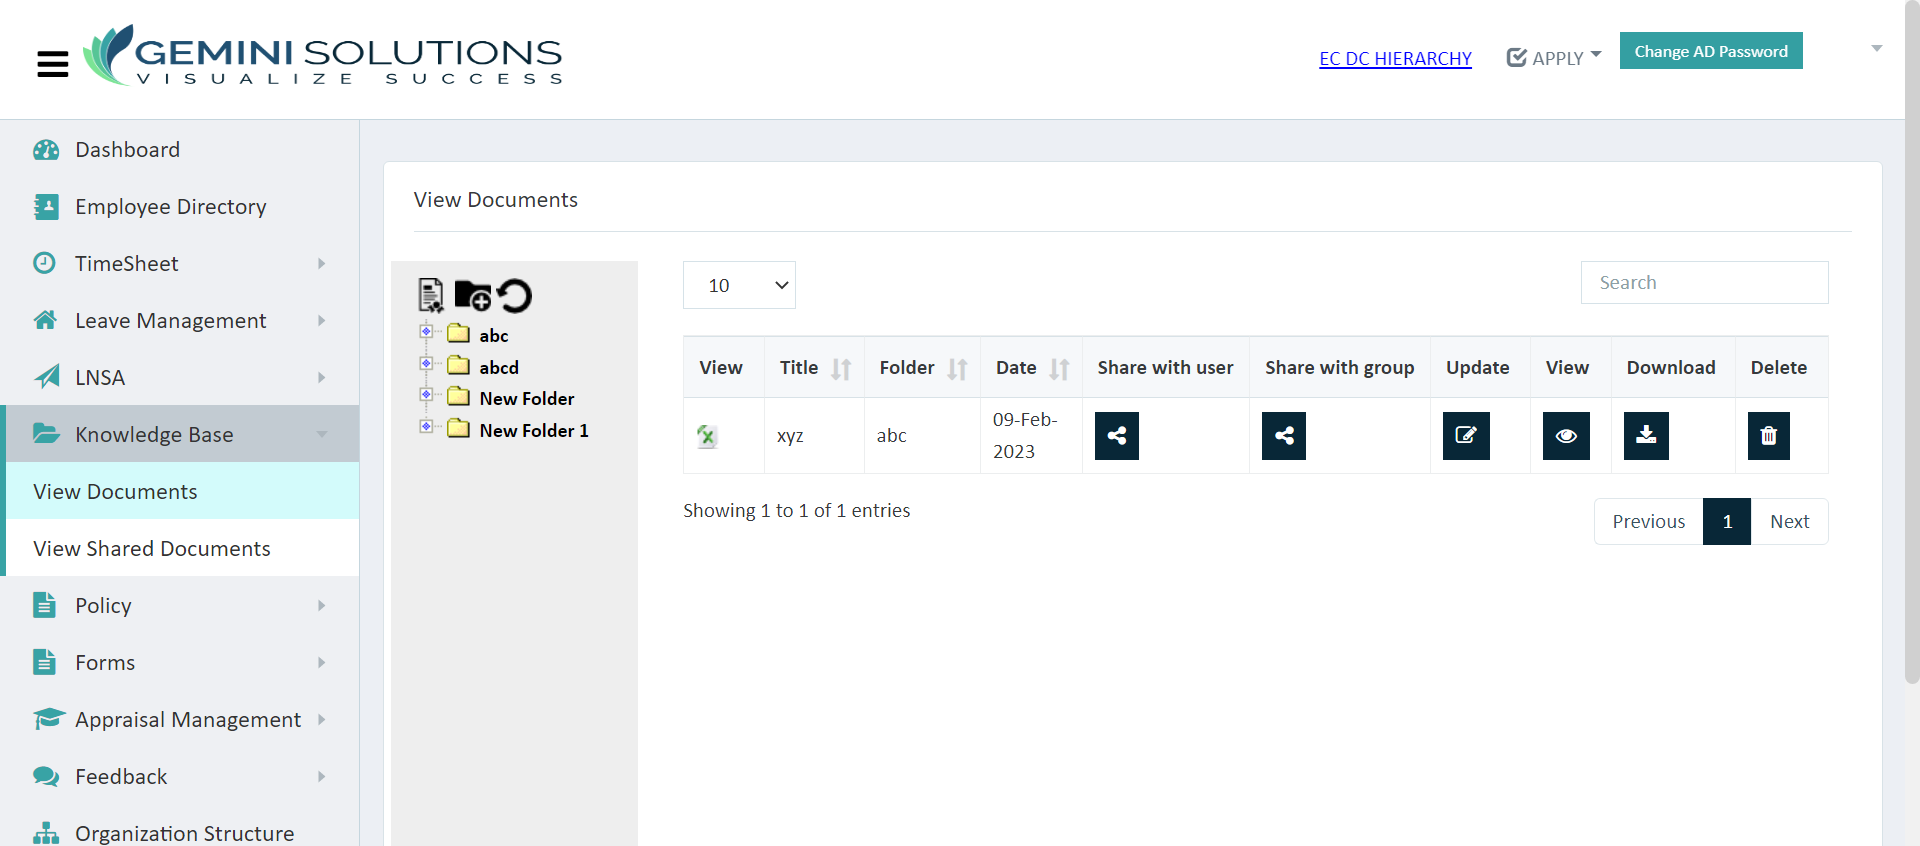 GEMINI SOLUTIONS
VISUALIZE SUCCESS
EC DC HIERARCHY
APPLY
Change AD Password
Dashboard
Employee Directory
TimeSheet
Leave Management
LNSA
Knowledge Base
View Documents
View Shared Documents
Policy
Forms
Appraisal Management
Feedback
Organization Structure
View Documents
abc
abcd
New Folder
New Folder 1
10
Search
View Title Folder Date Share with user Share with group Update View Download Delete
xyz abc 09-Feb-
2023
Showing 1 to 1 of 1 entries
Previous 1 Next